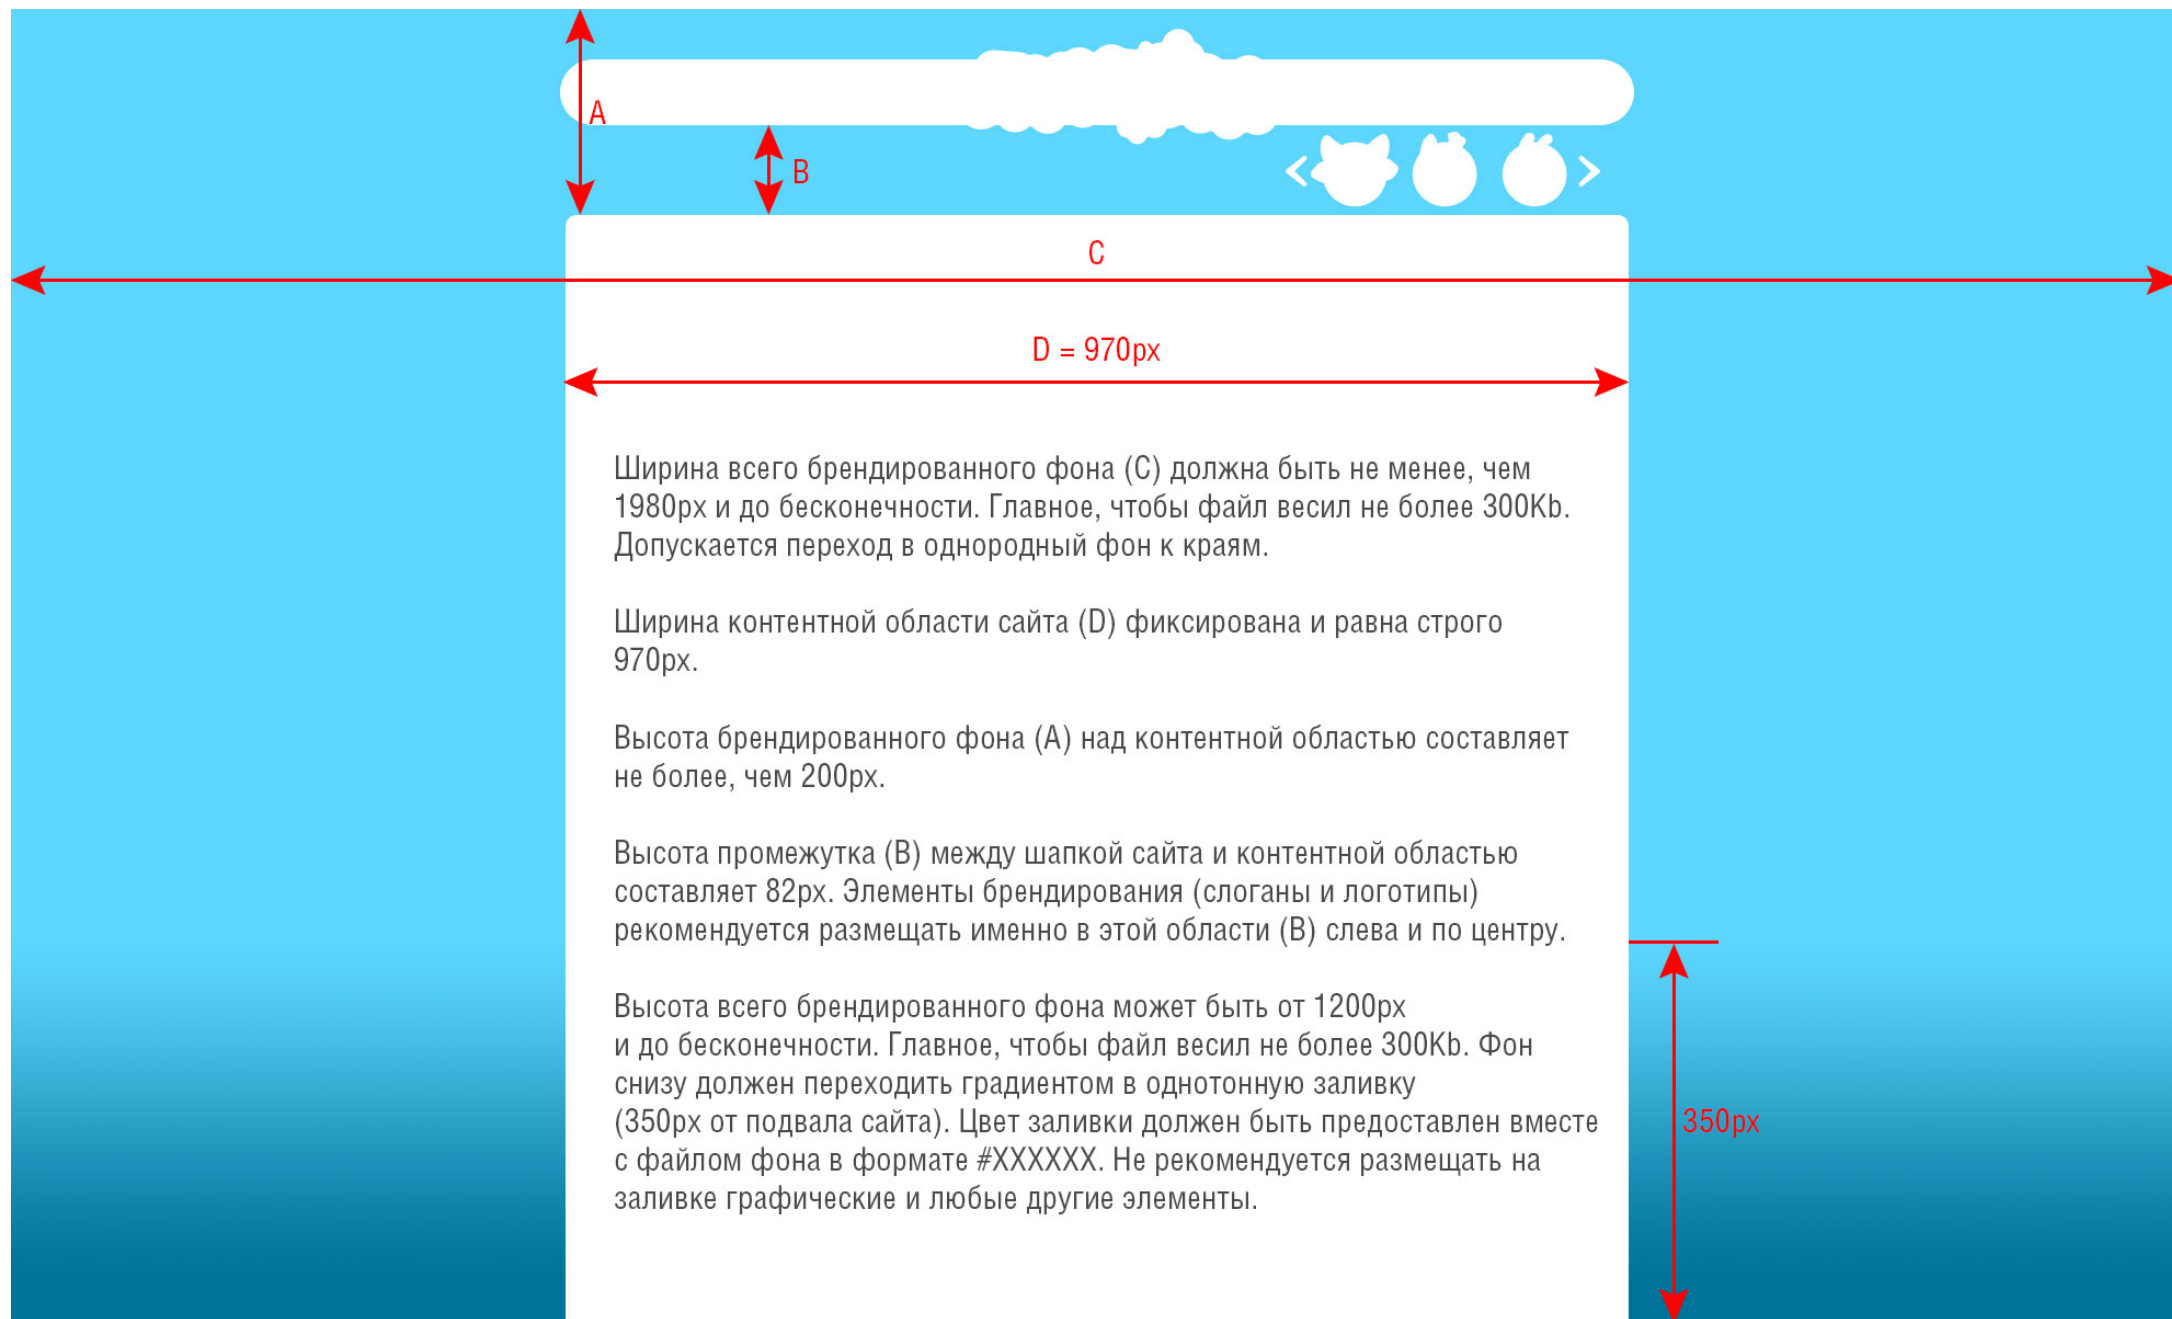 A
B
C
D = 970px
Ширина всего брендированного фона (C) должна быть не менее, чем
1980px и до бесконечности. Главное, чтобы файл весил не более 300Kb.
Допускается переход в однородный фон к краям.
Ширина контентной области сайта (D) фиксирована и равна строго
970px.
Высота брендированного фона (A) над контентной областью составляет
не более, чем 200px.
Высота промежутка (B) между шапкой сайта и контентной областью
составляет 82px. Элементы брендирования (слоганы и логотипы)
рекомендуется размещать именно в этой области (B) слева и по центру.
Высота всего брендированного фона может быть от 1200px
и до бесконечности. Главное, чтобы файл весил не более 300Kb. Фон
снизу должен переходить градиентом в однотонную заливку
(350px от подвала сайта). Цвет заливки должен быть предоставлен вместе
с файлом фона в формате #XXXXXX. Не рекомендуется размещать на
заливке графические и любые другие элементы.
350px